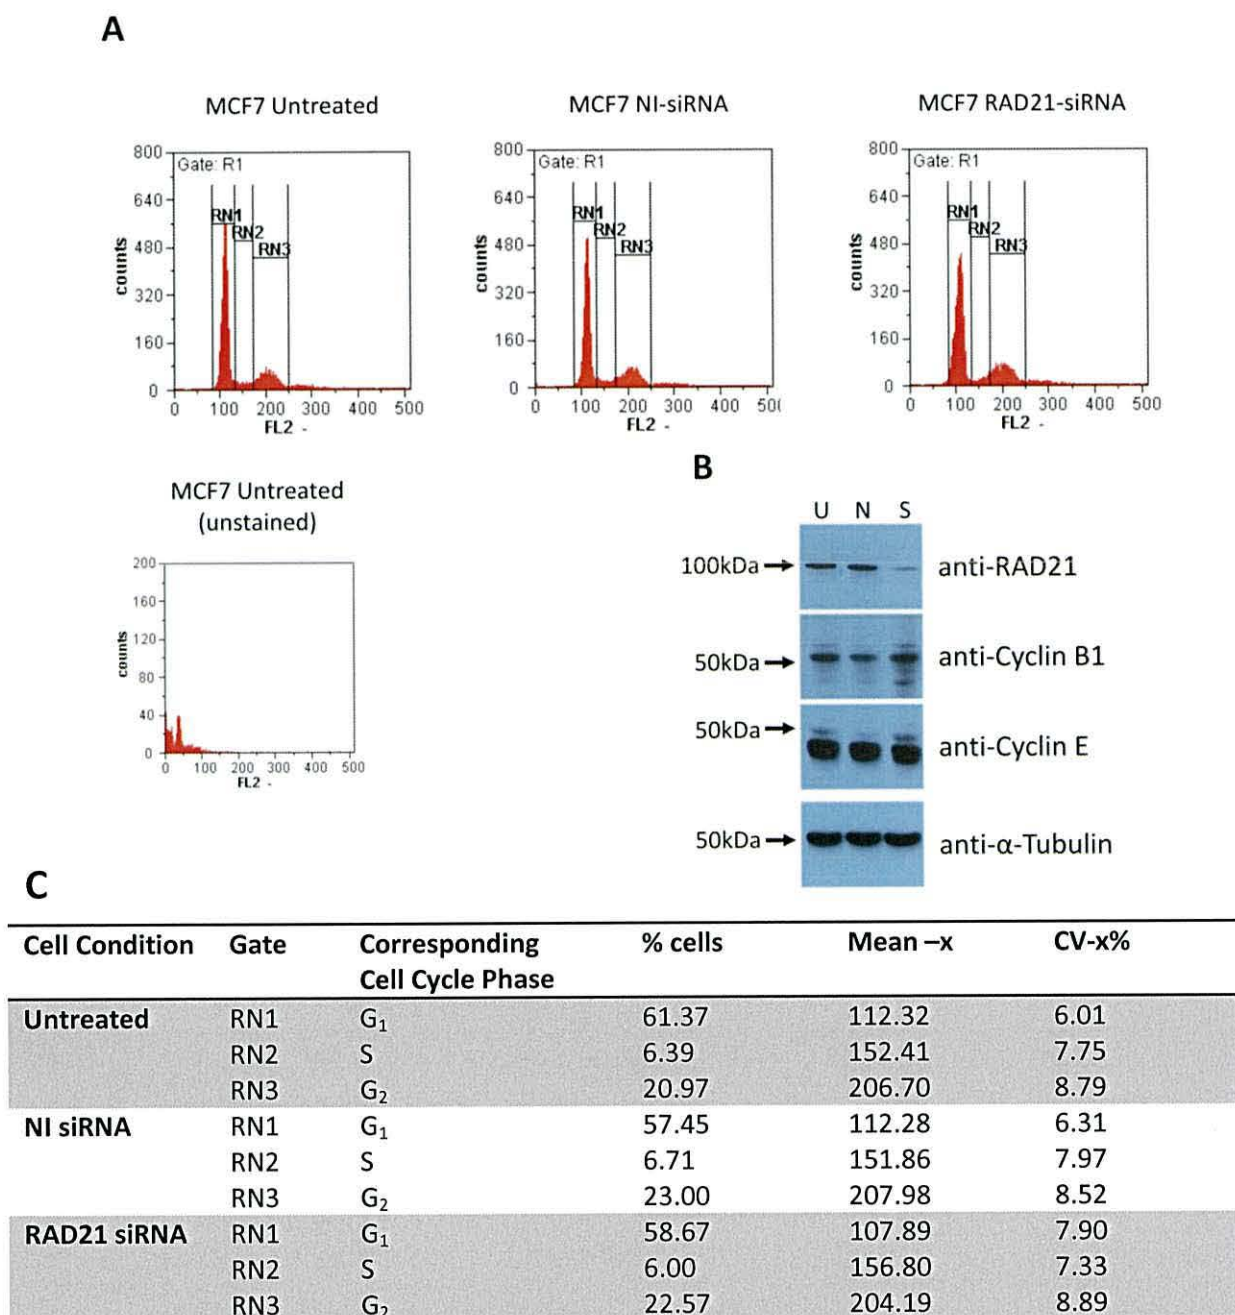 A
MCF7 Untreated
MCF7 NI-siRNA
MCF7 RAD21-siRNA
800
640
480
320
160
0
counts
Gate: R1
RN1
RN2
RN3
0 100 200 300 400 500
FL2 -
800
640
480
320
160
0
counts
Gate: R1
RN1
RN2
RN3
0 100 200 300 400 50
FL2 -
800
640
480
320
160
0
counts
Gate: R1
RN1
RN2
RN3
0 100 200 300 400 500
FL2 -
MCF7 Untreated
(unstained)
200
160
120
80
40
0
counts
0 100 200 300 400 500
FL2 -
B
U N S
100kDa anti-RAD21
50kDa anti-Cyclin B1
50kDa anti-Cyclin E
50kDa anti-α-Tubulin
C
Cell Condition Gate Corresponding % cells Mean –x CV-x%
Cell Cycle Phase
Untreated RN1 G₁ 61.37 112.32 6.01
RN2 S 6.39 152.41 7.75
RN3 G₂ 20.97 206.70 8.79
NI siRNA RN1 G₁ 57.45 112.28 6.31
RN2 S 6.71 151.86 7.97
RN3 G₂ 23.00 207.98 8.52
RAD21 siRNA RN1 G₁ 58.67 107.89 7.90
RN2 S 6.00 156.80 7.33
RN3 G₂ 22.57 204.19 8.89